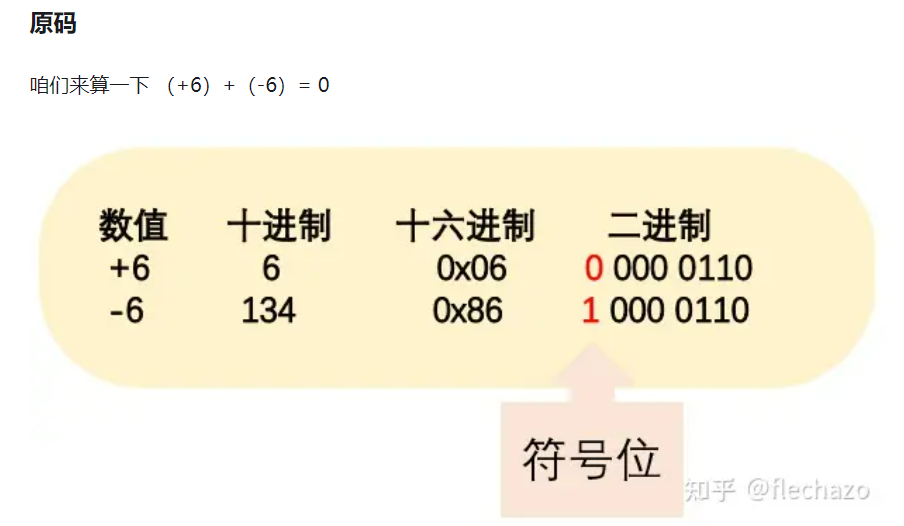 原码
咱们来算一下 （+6）+（-6）= 0
数值 十进制 十六进制 二进制
+6 6 0x06 0 000 0110
-6 134 0x86 1 000 0110
符号位
知乎 @flechazo